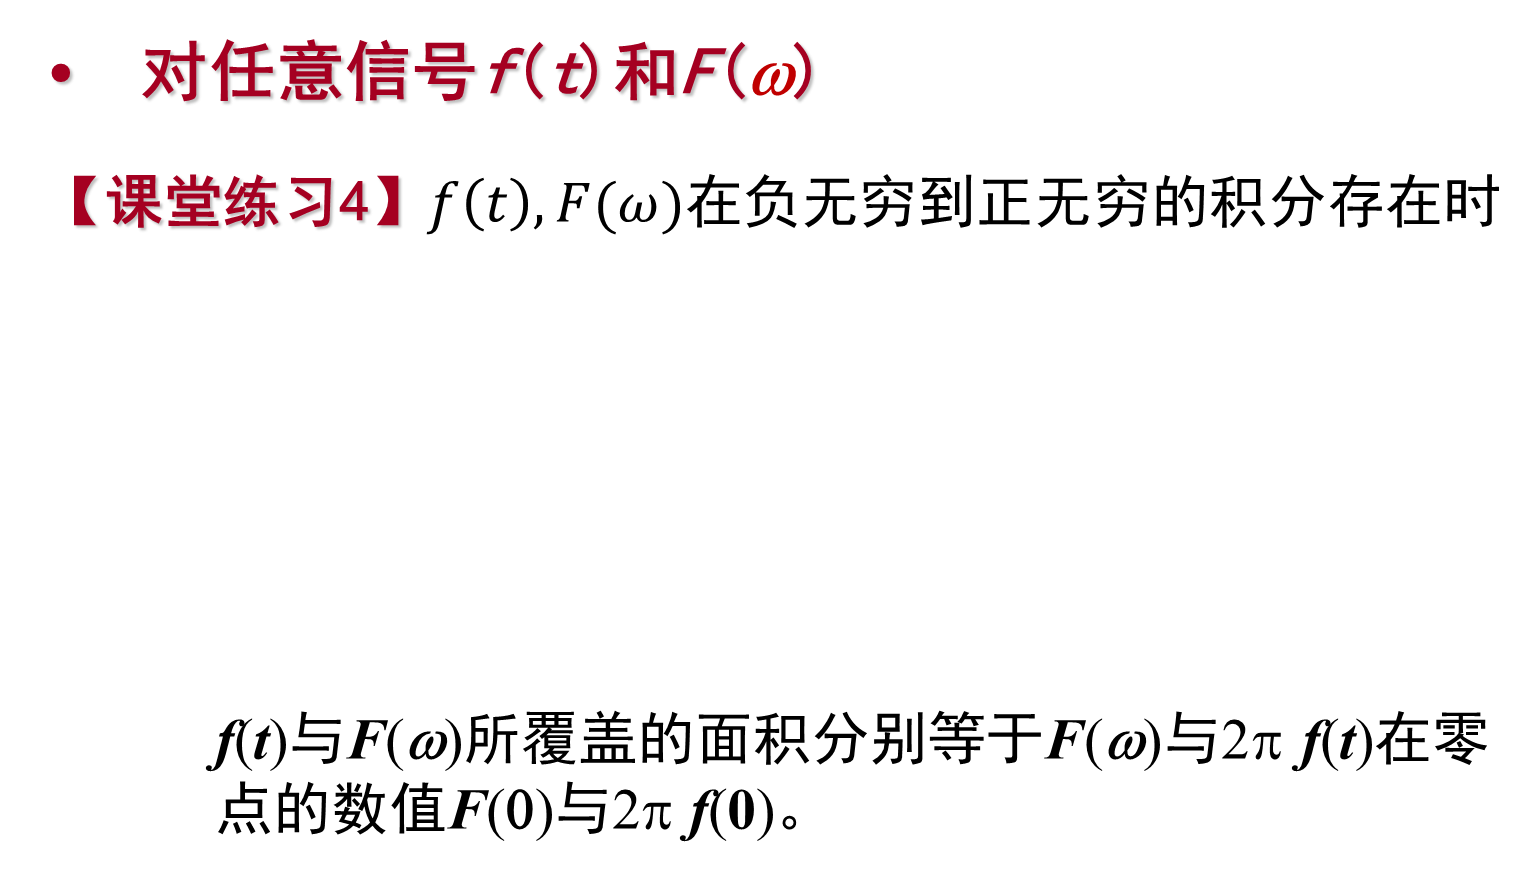 • 对任意信号f(t)和F(ω)
【课堂练习4】f(t),F(ω)在负无穷到正无穷的积分存在时
f(t)与F(ω)所覆盖的面积分别等于F(ω)与2π f(t)在零
点的数值F(0)与2π f(0)。